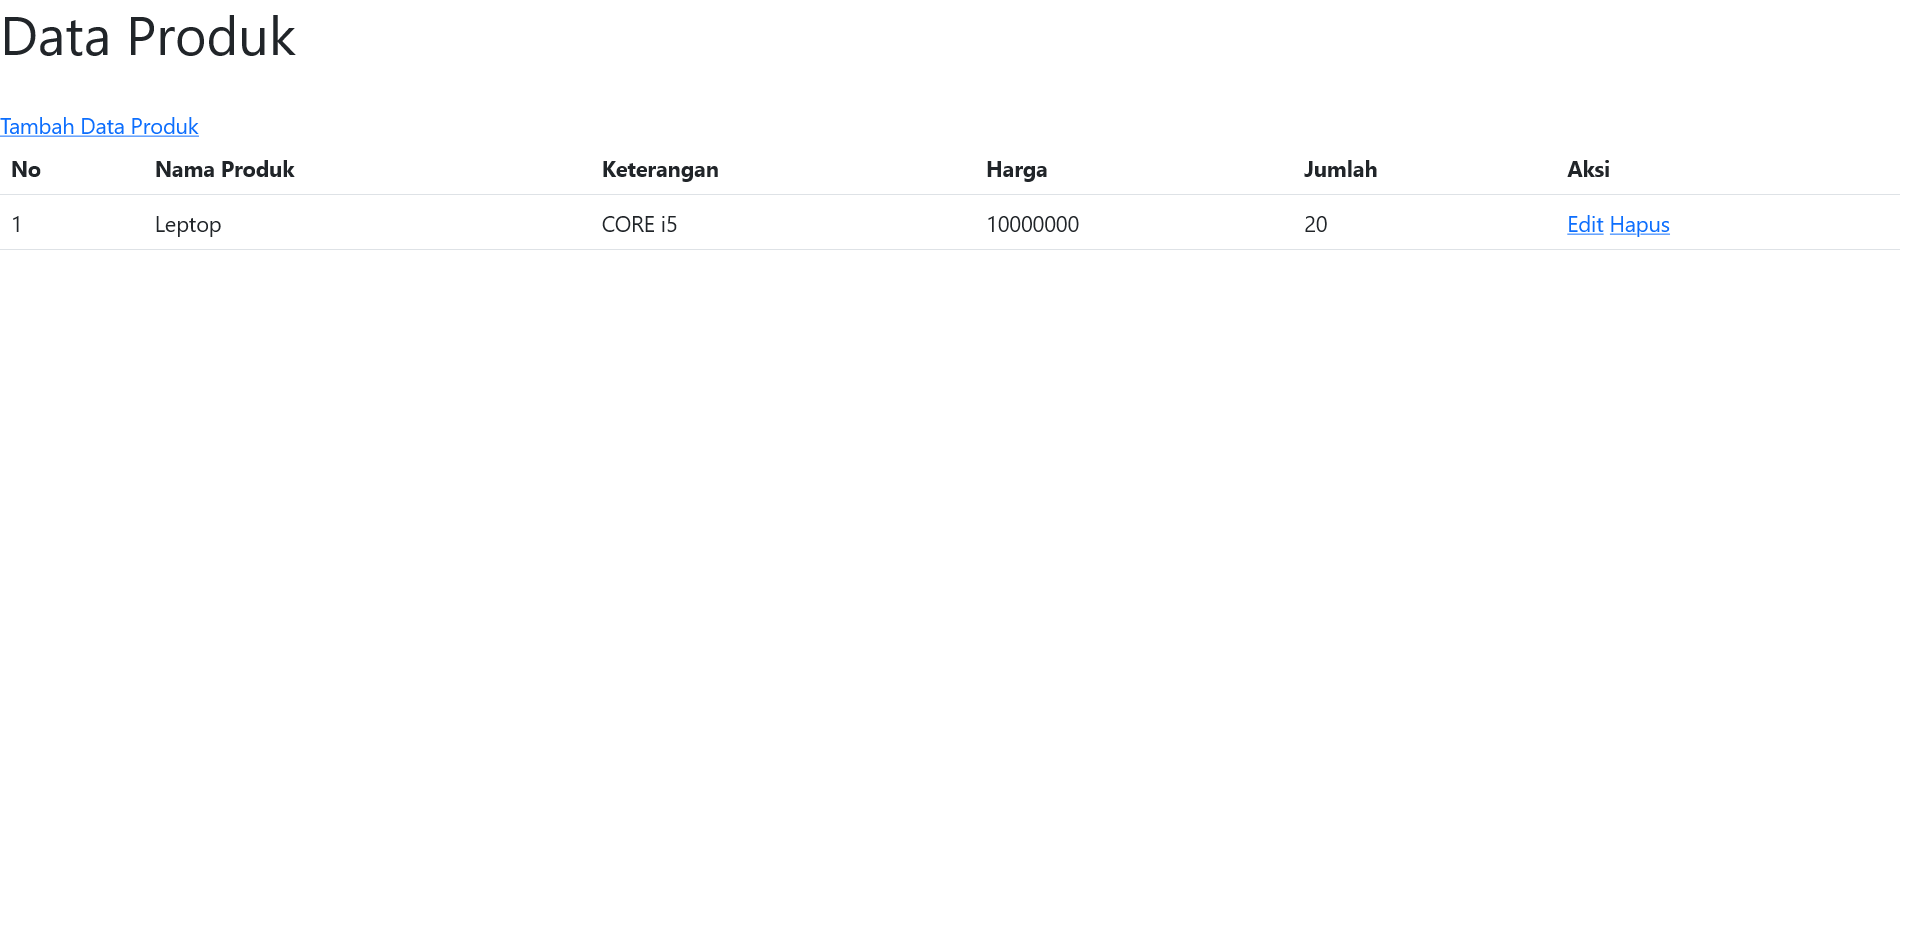 Data Produk
Tambah Data Produk
No Nama Produk Keterangan Harga Jumlah Aksi
1 Leptop CORE i5 10000000 20 Edit Hapus